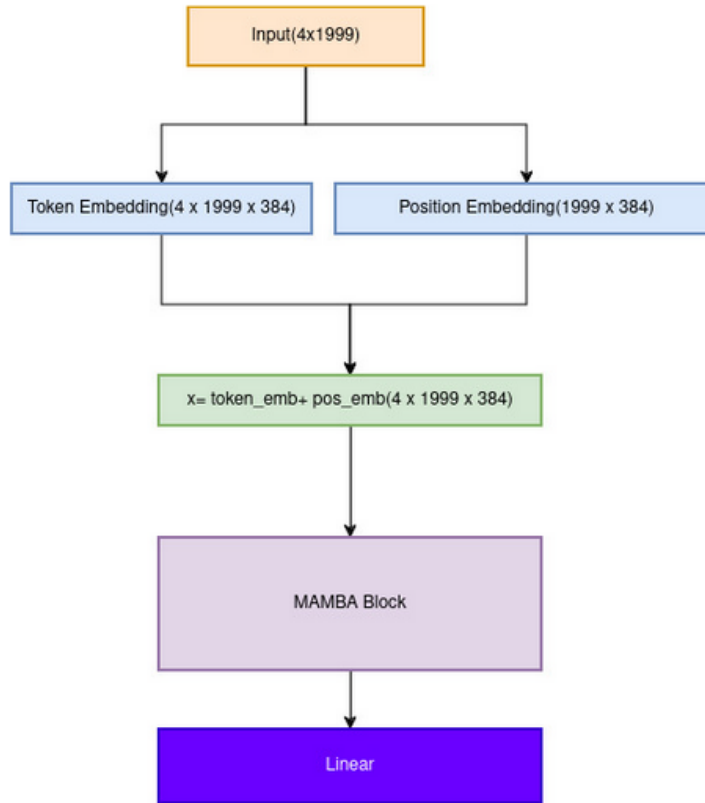 Input(4x1999)
Token Embedding(4 x 1999 x 384)
Position Embedding(1999 x 384)
x= token_emb+ pos_emb(4 x 1999 x 384)
MAMBA Block
Linear